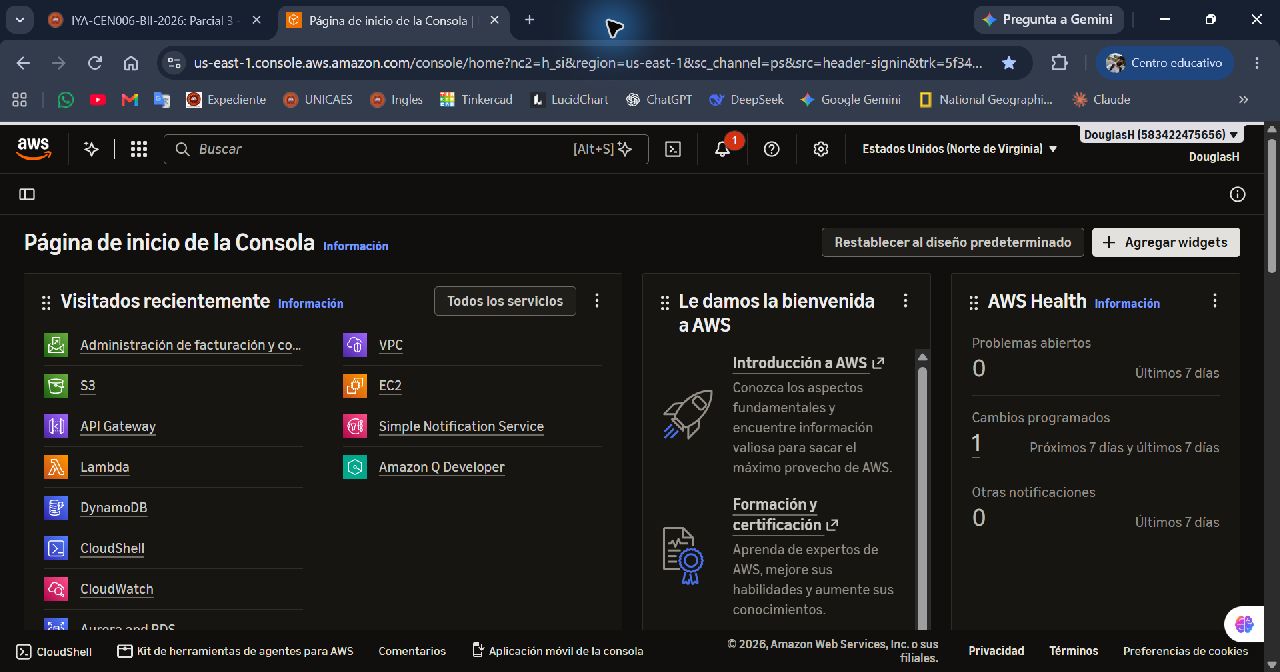 IYA-CEN006-BII-2026: Parcial 3 -
Página de inicio de la Consola |
Pregunta a Gemini
us-east-1.console.aws.amazon.com/console/home?nc2=h_si&region=us-east-1&sc_channel=ps&src=header-signin&trk=5f34...
Centro educativo
Expediente
UNICAES
Ingles
Tinkercad
LucidChart
ChatGPT
DeepSeek
Google Gemini
National Geographi...
Claude
aws
Buscar
[Alt+S]
1
Estados Unidos (Norte de Virginia)
DouglasH (583422475656)
DouglasH
Página de inicio de la Consola Información
Restablecer al diseño predeterminado
Agregar widgets
Visitados recientemente Información
Todos los servicios
Administración de facturación y co...
S3
API Gateway
Lambda
DynamoDB
CloudShell
CloudWatch
Aurora and RDS
VPC
EC2
Simple Notification Service
Amazon Q Developer
Le damos la bienvenida
a AWS
Introducción a AWS
Conozca los aspectos
fundamentales y
encuentre información
valiosa para sacar el
máximo provecho de AWS.
Formación y
certificación
Aprenda de expertos de
AWS, mejore sus
habilidades y aumente sus
conocimientos.
AWS Health Información
Problemas abiertos
0
Últimos 7 días
Cambios programados
1
Próximos 7 días y últimos 7 días
Otras notificaciones
0
Últimos 7 días
CloudShell
Kit de herramientas de agentes para AWS
Comentarios
Aplicación móvil de la consola
© 2026, Amazon Web Services, Inc. o sus
filiales.
Privacidad
Términos
Preferencias de cookies